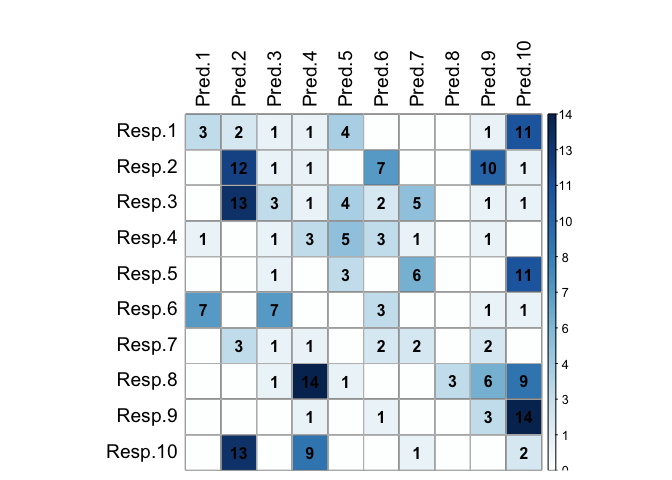 Pred.1 Pred.2 Pred.3 Pred.4 Pred.5 Pred.6 Pred.7 Pred.8 Pred.9 Pred.10
Resp.1 3 2 1 1 4 1 11
Resp.2 12 1 1 7 10 1
Resp.3 13 3 1 4 2 5 1 1
Resp.4 1 1 3 5 3 1 1
Resp.5 1 3 6 11
Resp.6 7 7 3 1 1
Resp.7 3 1 1 2 2 2
Resp.8 1 14 1 3 6 9
Resp.9 1 1 3 14
Resp.10 13 9 1 2
14
13
11
10
8
7
6
4
3
1
0